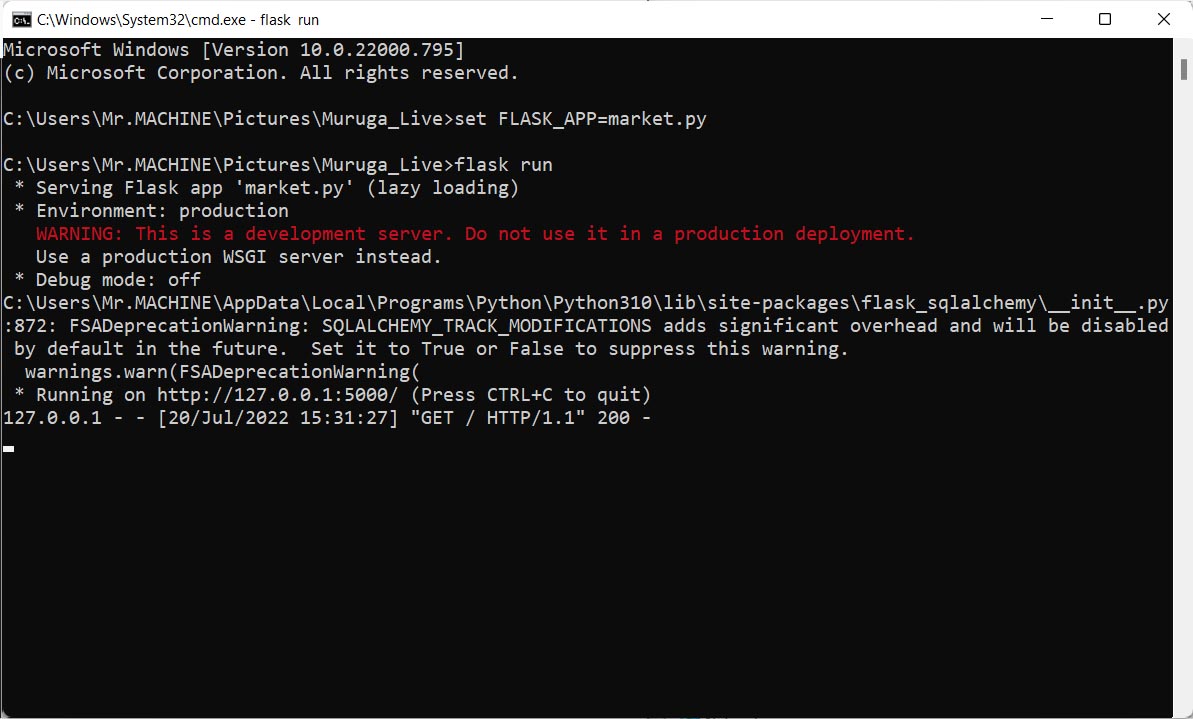 C:\Windows\System32\cmd.exe - flask run
Microsoft Windows [Version 10.0.22000.795]
(c) Microsoft Corporation. All rights reserved.
C:\Users\Mr.MACHINE\Pictures\Muruga_Live>set FLASK_APP=market.py
C:\Users\Mr.MACHINE\Pictures\Muruga_Live>flask run
 * Serving Flask app 'market.py' (lazy loading)
 * Environment: production
   WARNING: This is a development server. Do not use it in a production deployment.
   Use a production WSGI server instead.
 * Debug mode: off
C:\Users\Mr.MACHINE\AppData\Local\Programs\Python\Python310\lib\site-packages\flask_sqlalchemy\__init__.py
:872: FSADeprecationWarning: SQLALCHEMY_TRACK_MODIFICATIONS adds significant overhead and will be disabled
 by default in the future.  Set it to True or False to suppress this warning.
  warnings.warn(FSADeprecationWarning(
 * Running on http://127.0.0.1:5000/ (Press CTRL+C to quit)
127.0.0.1 - - [20/Jul/2022 15:31:27] "GET / HTTP/1.1" 200 -